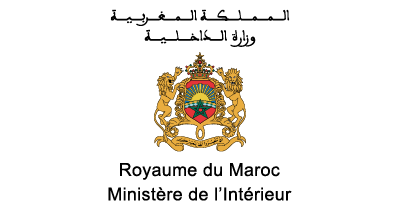 المملكة المغربية
وزارة الداخلية
Royaume du Maroc
Ministère de l'Intérieur